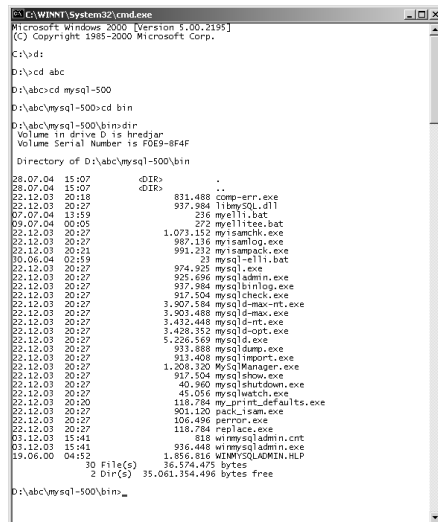 C:\WINNT\System32\cmd.exe
Microsoft Windows 2000 [Version 5.00.2195]
(C) Copyright 1985-2000 Microsoft Corp.
C:\>d:
D:\>cd abc
D:\abc>cd mysql-500
D:\abc\mysql-500>cd bin
D:\abc\mysql-500\bin>dir
Volume in drive D is hredjar
Volume Serial Number is F0E9-8F4F
Directory of D:\abc\mysql-500\bin
28.07.04 15:07 <DIR> .
28.07.04 15:07 <DIR> ..
22.12.03 20:18 831.488 comp-err.exe
22.12.03 20:27 937.984 libmySQL.dll
07.07.04 13:59 236 myelli.bat
09.07.04 00:05 272 myellitee.bat
22.12.03 20:27 1.073.152 myisamchk.exe
22.12.03 20:27 987.136 myisamlog.exe
22.12.03 20:21 991.232 myisampack.exe
30.06.04 02:59 23 mysql-elli.bat
22.12.03 20:27 974.925 mysql.exe
22.12.03 20:27 925.696 mysqladmin.exe
22.12.03 20:27 937.984 mysqlbinlog.exe
22.12.03 20:27 917.504 mysqlcheck.exe
22.12.03 20:27 3.907.584 mysqld-max-nt.exe
22.12.03 20:27 3.903.488 mysqld-max.exe
22.12.03 20:27 3.432.448 mysqld-nt.exe
22.12.03 20:27 3.428.352 mysqld-opt.exe
22.12.03 20:27 5.226.569 mysqld.exe
22.12.03 20:27 933.888 mysqldump.exe
22.12.03 20:27 913.408 mysqlimport.exe
22.12.03 20:27 1.208.320 MySqlManager.exe
22.12.03 20:27 917.504 mysqlshow.exe
22.12.03 20:27 40.960 mysqlshutdown.exe
22.12.03 20:27 45.056 mysqlwatch.exe
22.12.03 20:20 118.784 my_print_defaults.exe
22.12.03 20:27 901.120 pack_isam.exe
22.12.03 20:27 106.496 perror.exe
22.12.03 20:27 118.784 replace.exe
03.12.03 15:41 818 winmysqladmin.cnt
03.12.03 15:41 936.448 winmysqladmin.exe
19.06.00 04:52 1.856.816 WINMYSQLADMIN.HLP
30 File(s) 36.574.475 bytes
2 Dir(s) 35.061.354.496 bytes free
D:\abc\mysql-500\bin>_